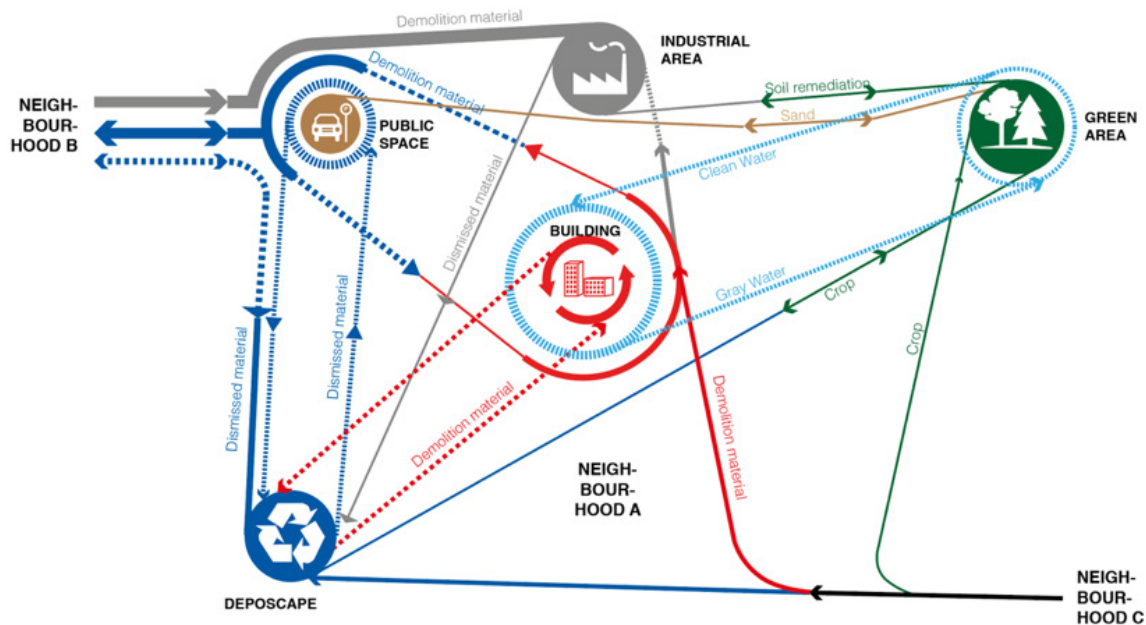 Demolition material
INDUSTRIAL
AREA
Demolition material
NEIGH-
BOUR-
HOOD B
PUBLIC
SPACE
Soil remediation
Sand
GREEN
AREA
Clean Water
Dismissed material
BUILDING
Gray Water
Crop
Dismissed material
Dismissed material
Crop
Demolition material
Demolition material
NEIGH-
BOUR-
HOOD A
DEPOSCAPE
NEIGH-
BOUR-
HOOD C